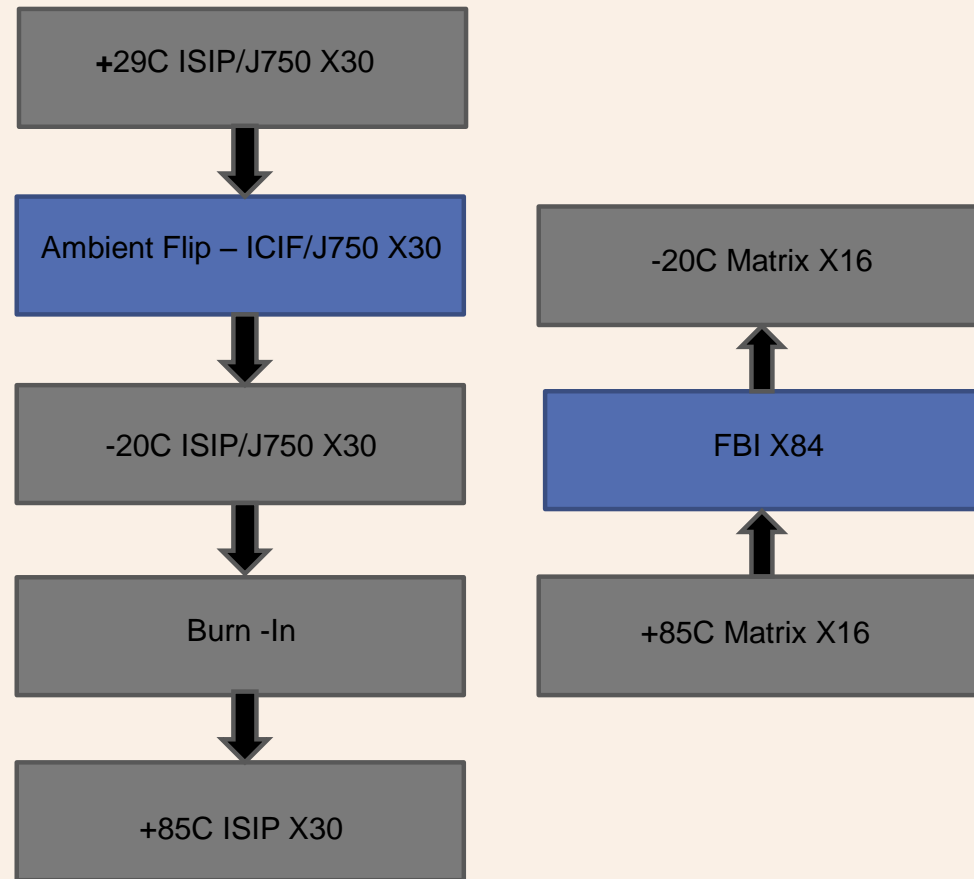 +29C ISIP/J750 X30
Ambient Flip – ICIF/J750 X30
-20C ISIP/J750 X30
Burn -In
+85C ISIP X30
-20C Matrix X16
FBI X84
+85C Matrix X16